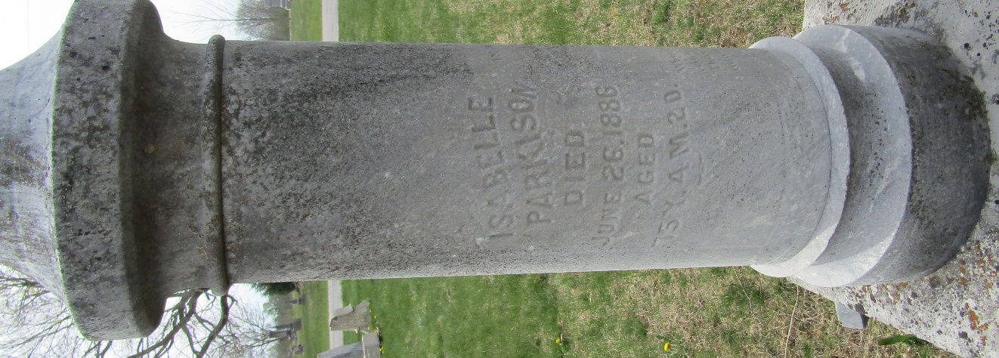 ISABELLE
PARKISON
DIED
JUNE 26,1886
AGED
75Y.4M.2D.